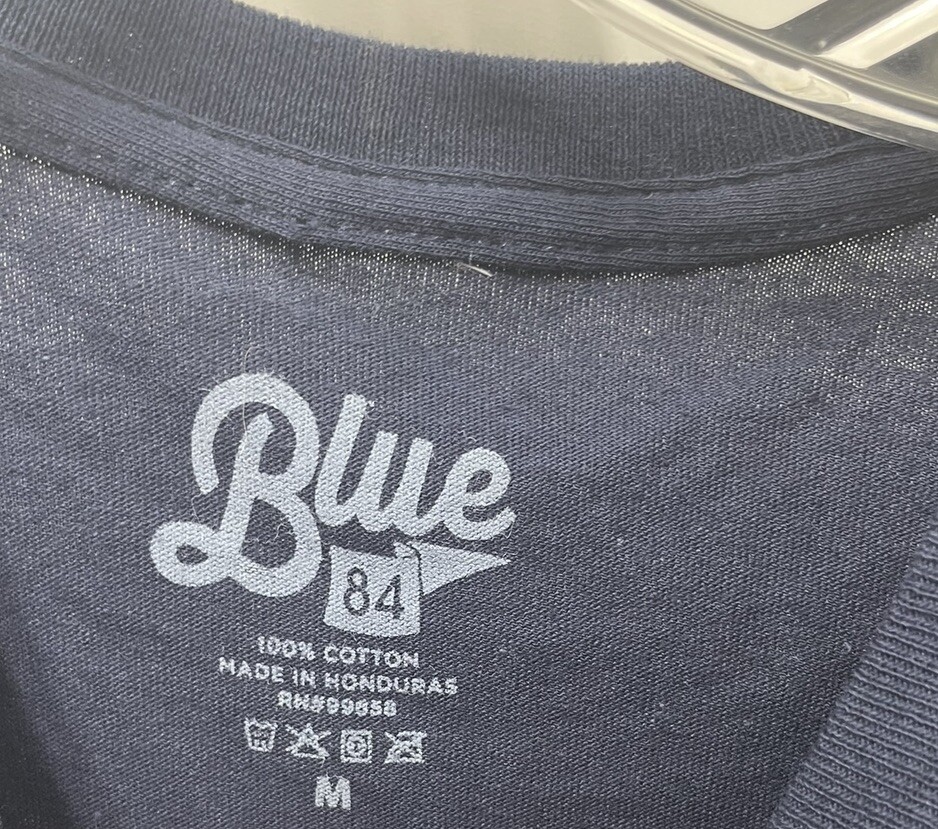 Blue
84
100% COTTON
MADE IN HONDURAS
RN#99858
M